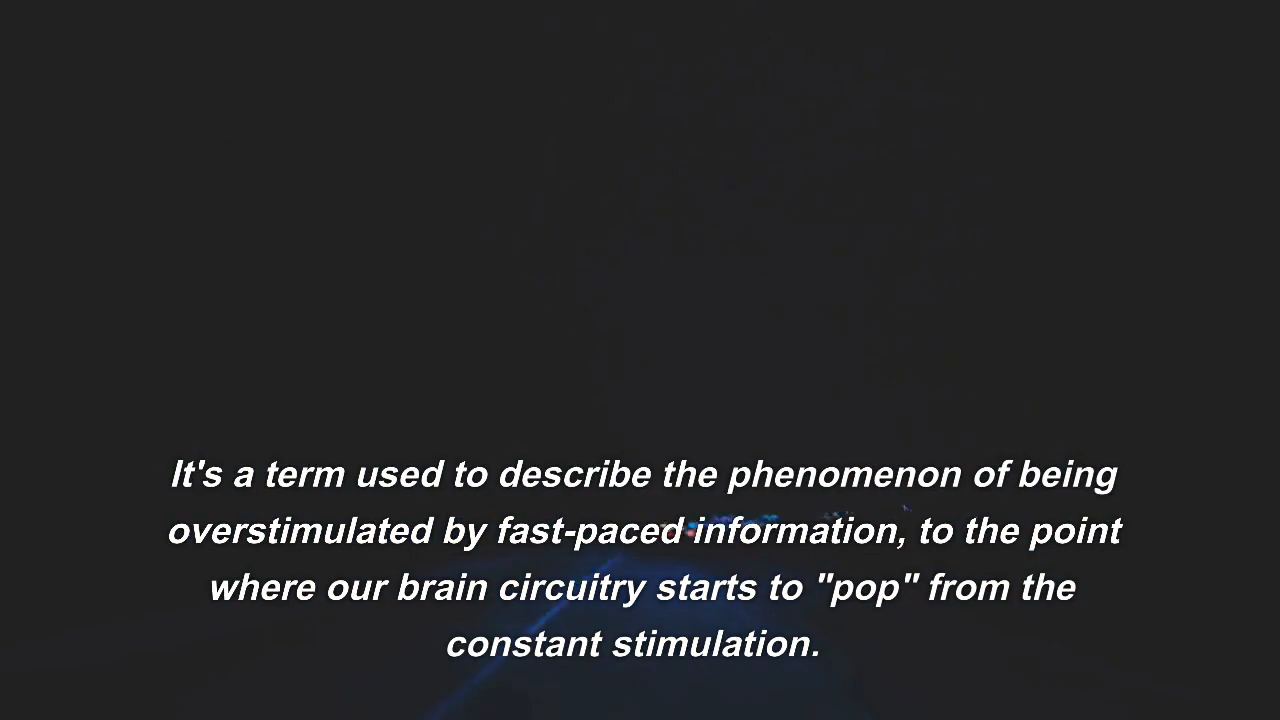 It's a term used to describe the phenomenon of being
overstimulated by fast-paced information, to the point
where our brain circuitry starts to "pop" from the
constant stimulation.